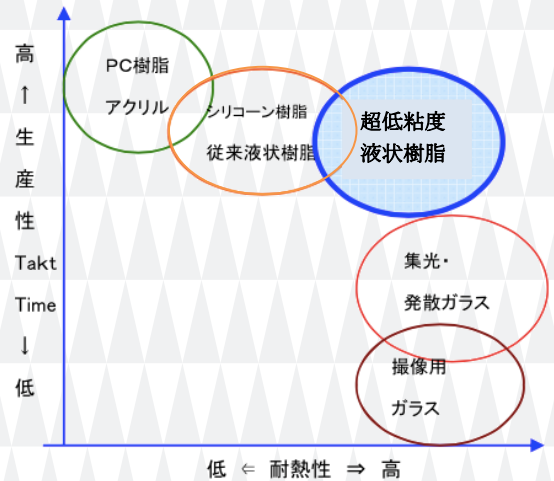 高
↑
生
産
性
Takt
Time
↓
低
PC樹脂
アクリル
シリコーン樹脂
従来液状樹脂
超低粘度
液状樹脂
集光・
発散ガラス
撮像用
ガラス
低 ⇐ 耐熱性 ⇒ 高